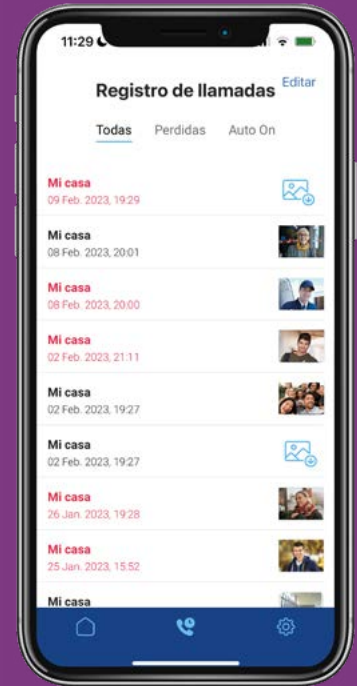 11:29
Registro de llamadas
Editar
Todas Perdidas Auto On
Mi casa
09 Feb. 2023, 19:29
Mi casa
08 Feb. 2023, 20:01
Mi casa
08 Feb. 2023, 20:00
Mi casa
02 Feb. 2023, 21:11
Mi casa
02 Feb. 2023, 19:27
Mi casa
02 Feb. 2023, 19:27
Mi casa
26 Jan. 2023, 19:28
Mi casa
25 Jan. 2023, 15:52
Mi casa